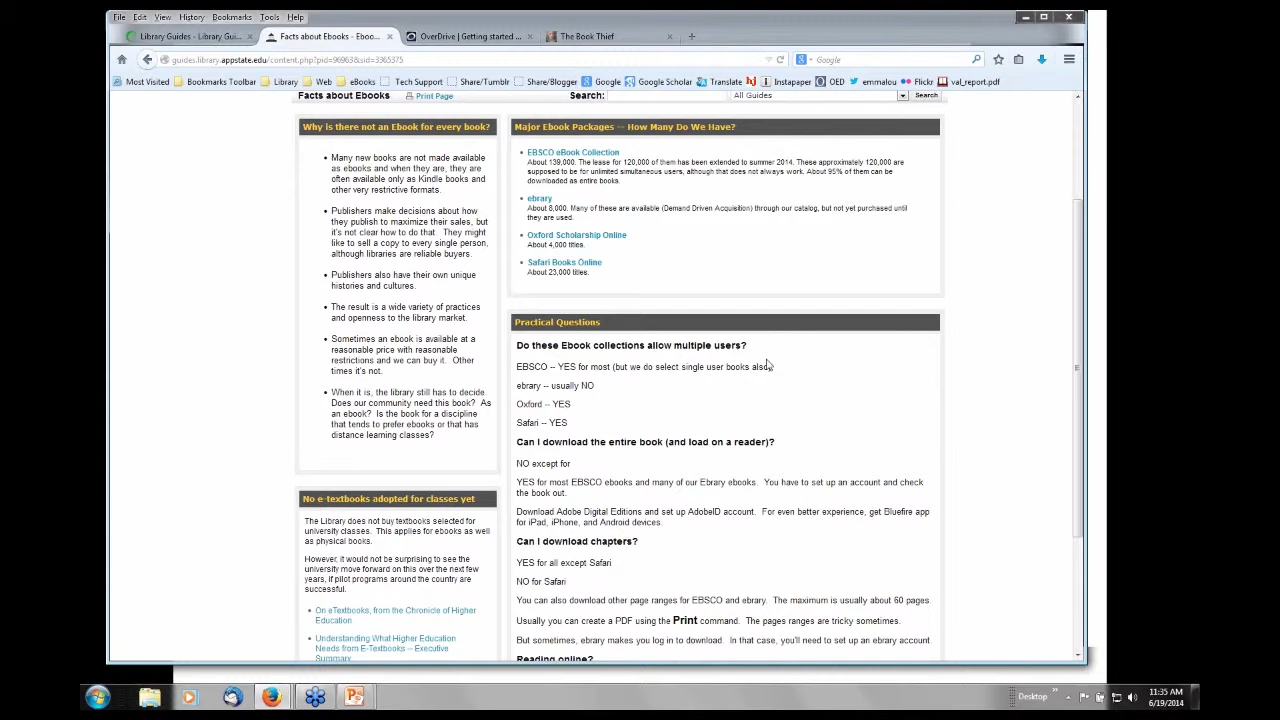 File Edit View History Bookmarks Tools Help
Library Guides - Library Gui... × Facts about Ebooks - Eboo... × OverDrive | Getting started ... × The Book Thief × +
guides.library.appstate.edu/content.php?pid=96963&sid=3365375 Google
Most Visited Bookmarks Toolbar Library Web eBooks Tech Support Share/Tumblr Share/Blogger Google Google Scholar Translate Instapaper OED emmalou Flickr val_report.pdf
Facts about Ebooks Print Page Search: All Guides Search
Why is there not an Ebook for every book?
• Many new books are not made available
as ebooks and when they are, they are
often available only as Kindle books and
other very restrictive formats.
• Publishers make decisions about how
they publish to maximize their sales, but
it's not clear how to do that. They might
like to sell a copy to every single person,
although libraries are reliable buyers.
• Publishers also have their own unique
histories and cultures.
• The result is a wide variety of practices
and openness to the library market.
• Sometimes an ebook is available at a
reasonable price with reasonable
restrictions and we can buy it. Other
times it's not.
• When it is, the library still has to decide.
Does our community need this book? As
an ebook? Is the book for a discipline
that tends to prefer ebooks or that has
distance learning classes?
No e-textbooks adopted for classes yet
The Library does not buy textbooks selected for
university classes. This applies for ebooks as well
as physical books.
However, it would not be surprising to see the
university move forward on this over the next few
years, if pilot programs around the country are
successful.
• On eTextbooks, from the Chronicle of Higher
Education
• Understanding What Higher Education
Needs from E-Textbooks -- Executive
Summary
Major Ebook Packages -- How Many Do We Have?
• EBSCO eBook Collection
About 139,000. The lease for 120,000 of them has been extended to summer 2014. These approximately 120,000 are
supposed to be for unlimited simultaneous users, although that does not always work. About 95% of them can be
downloaded as entire books.
• ebrary
About 8,000. Many of these are available (Demand Driven Acquisition) through our catalog, but not yet purchased until
they are used.
• Oxford Scholarship Online
About 4,000 titles.
• Safari Books Online
About 23,000 titles.
Practical Questions
Do these Ebook collections allow multiple users?
EBSCO -- YES for most (but we do select single user books also)
ebrary -- usually NO
Oxford -- YES
Safari -- YES
Can I download the entire book (and load on a reader)?
NO except for
YES for most EBSCO ebooks and many of our Ebrary ebooks. You have to set up an account and check
the book out.
Download Adobe Digital Editions and set up AdobeID account. For even better experience, get Bluefire app
for iPad, iPhone, and Android devices.
Can I download chapters?
YES for all except Safari
NO for Safari
You can also download other page ranges for EBSCO and ebrary. The maximum is usually about 60 pages.
Usually you can create a PDF using the Print command. The pages ranges are tricky sometimes.
But sometimes, ebrary makes you log in to download. In that case, you'll need to set up an ebrary account
Reading online?
Desktop » 11:35 AM
6/19/2014